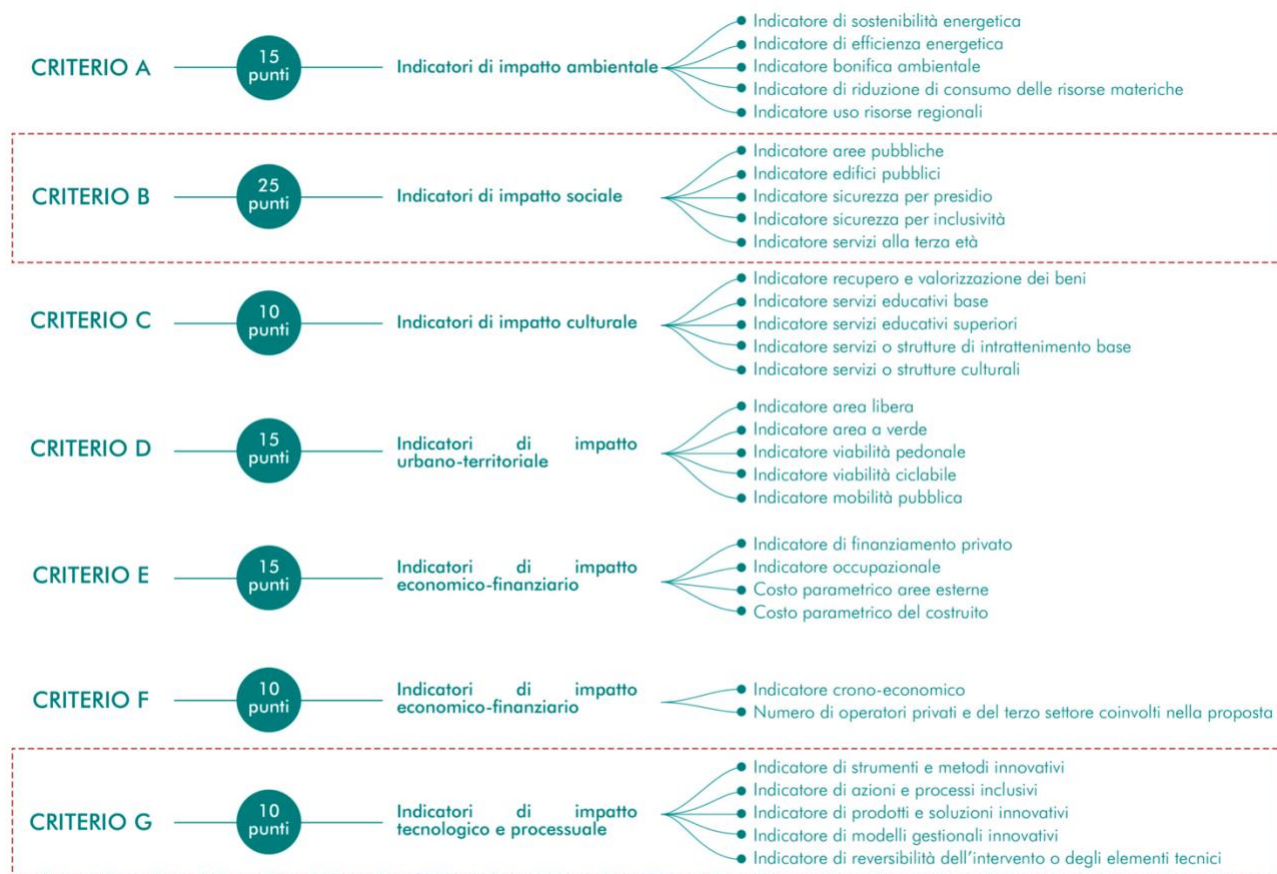 CRITERIO A
15
punti
Indicatori di impatto ambientale
Indicatore di sostenibilità energetica
Indicatore di efficienza energetica
Indicatore bonifica ambientale
Indicatore di riduzione di consumo delle risorse materiche
Indicatore uso risorse regionali
CRITERIO B
25
punti
Indicatori di impatto sociale
Indicatore aree pubbliche
Indicatore edifici pubblici
Indicatore sicurezza per presidio
Indicatore sicurezza per inclusività
Indicatore servizi alla terza età
CRITERIO C
10
punti
Indicatori di impatto culturale
Indicatore recupero e valorizzazione dei beni
Indicatore servizi educativi base
Indicatore servizi educativi superiori
Indicatore servizi o strutture di intrattenimento base
Indicatore servizi o strutture culturali
CRITERIO D
15
punti
Indicatori di impatto
urbano-territoriale
Indicatore area libera
Indicatore area a verde
Indicatore viabilità pedonale
Indicatore viabilità ciclabile
Indicatore mobilità pubblica
CRITERIO E
15
punti
Indicatori di impatto
economico-finanziario
Indicatore di finanziamento privato
Indicatore occupazionale
Costo parametrico aree esterne
Costo parametrico del costruito
CRITERIO F
10
punti
Indicatori di impatto
economico-finanziario
Indicatore crono-economico
Numero di operatori privati e del terzo settore coinvolti nella proposta
CRITERIO G
10
punti
Indicatori di impatto
tecnologico e processuale
Indicatore di strumenti e metodi innovativi
Indicatore di azioni e processi inclusivi
Indicatore di prodotti e soluzioni innovativi
Indicatore di modelli gestionali innovativi
Indicatore di reversibilità dell'intervento o degli elementi tecnici